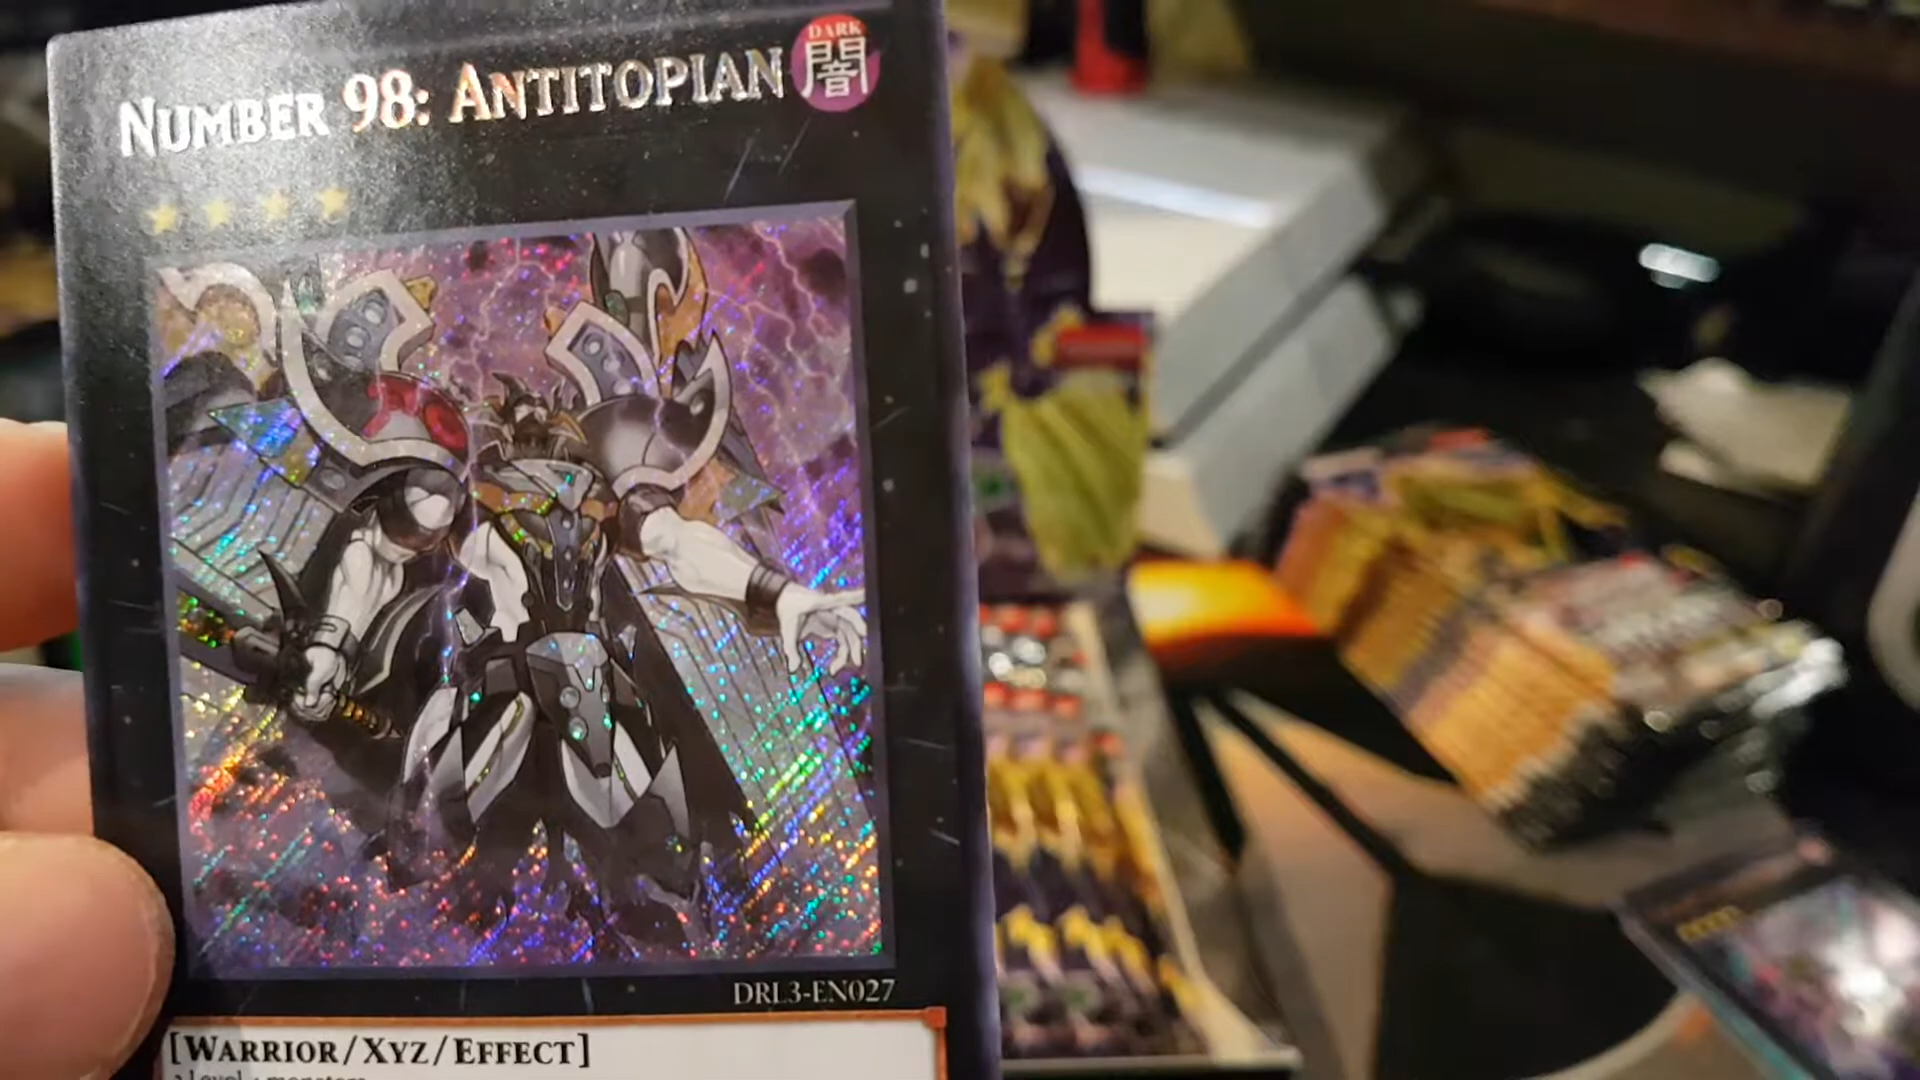 NUMBER 98: ANTITOPIAN
DARK
闇
DRL3-EN027
[WARRIOR/XYZ/EFFECT]